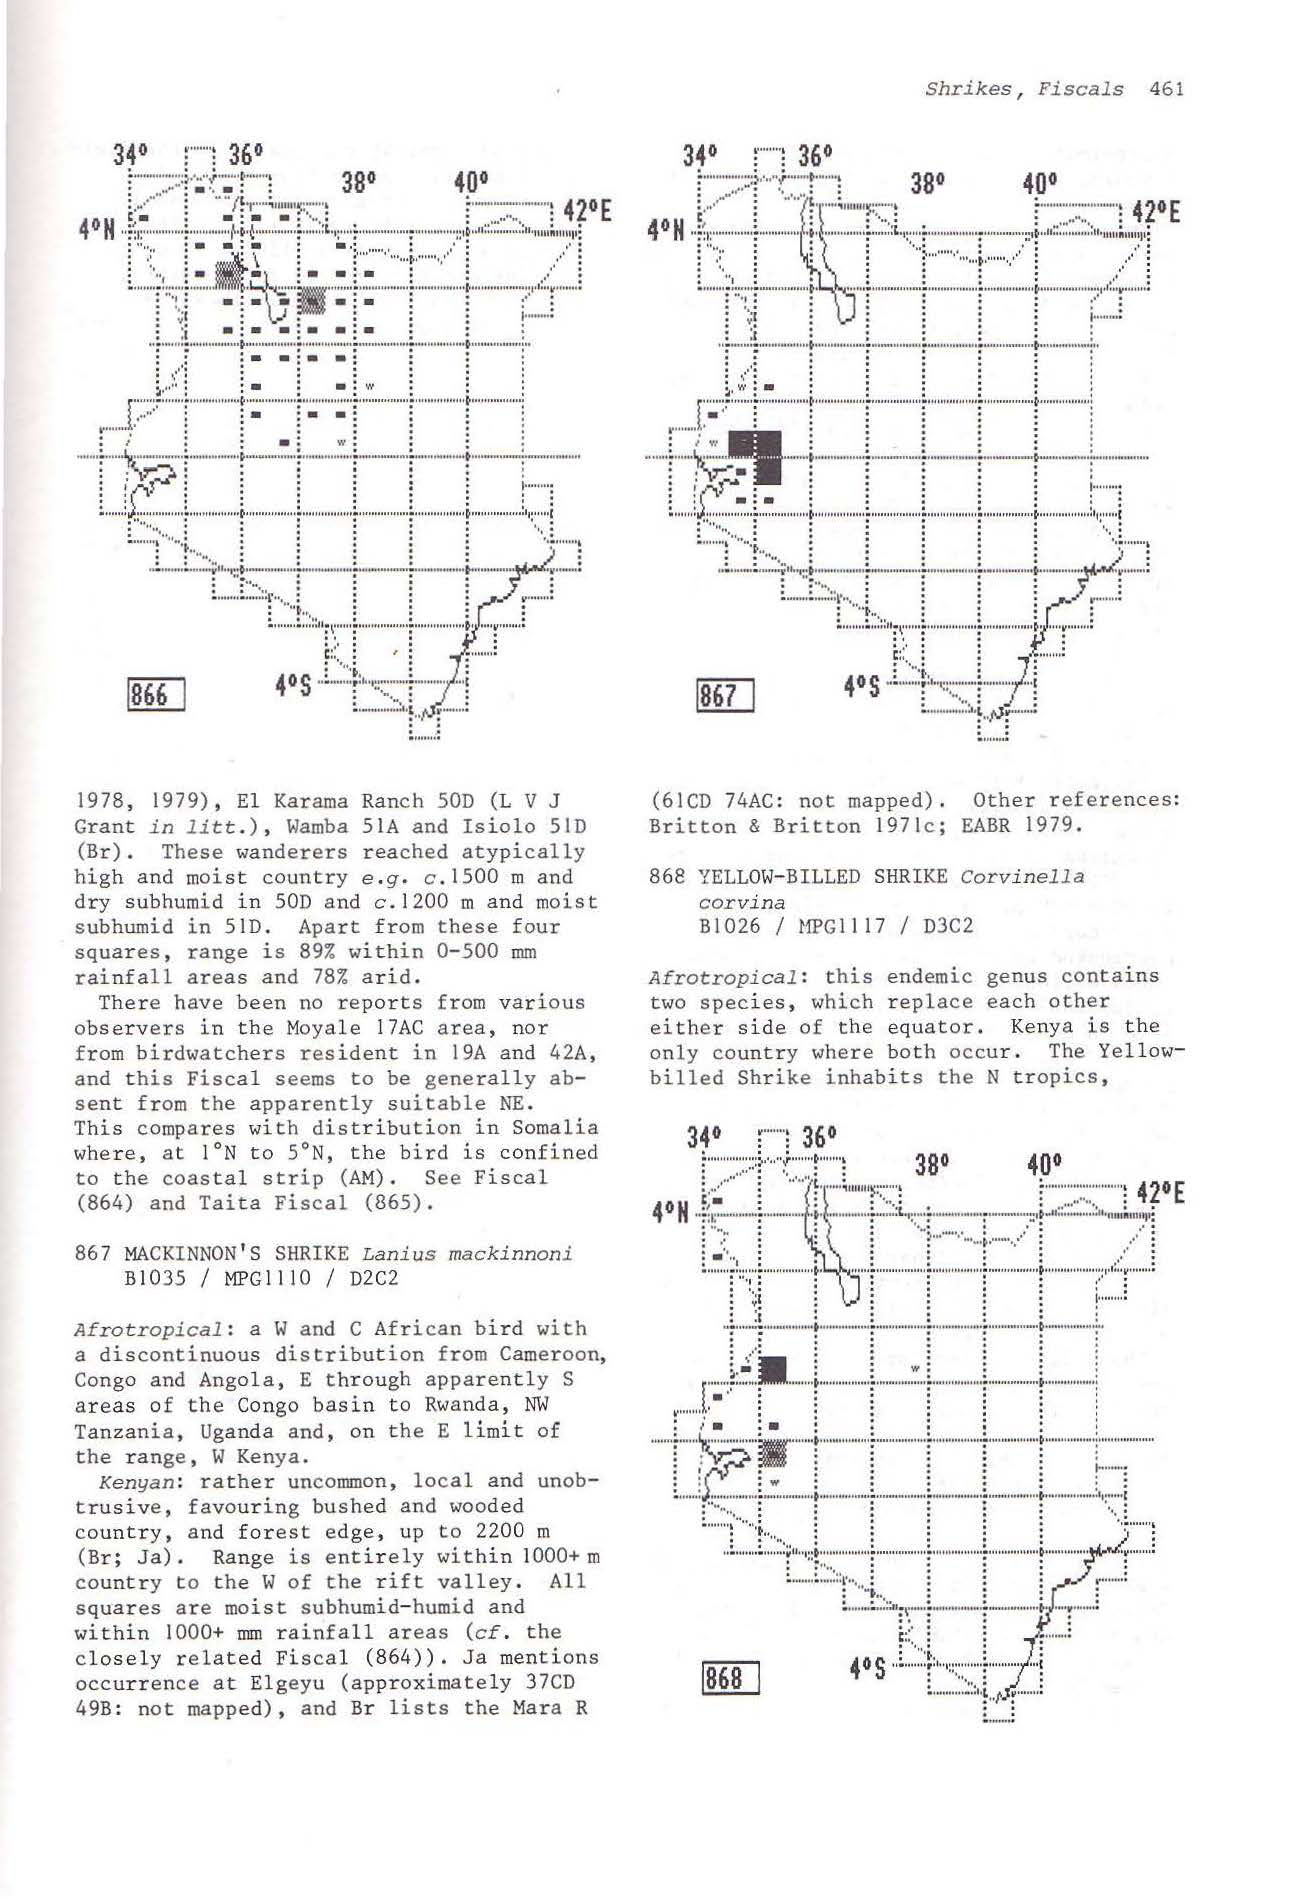 Shrikes, Fiscals 461
34° 36°
38° 40°
42°E
4°N
4°S
866
34° 36°
38° 40°
42°E
4°N
4°S
867
1978, 1979), El Karama Ranch 50D (L V J
Grant in litt.), Wamba 51A and Isiolo 51D
(Br). These wanderers reached atypically
high and moist country e.g. c.1500 m and
dry subhumid in 50D and c.1200 m and moist
subhumid in 51D. Apart from these four
squares, range is 89% within 0-500 mm
rainfall areas and 78% arid.
There have been no reports from various
observers in the Moyale 17AC area, nor
from birdwatchers resident in 19A and 42A,
and this Fiscal seems to be generally ab-
sent from the apparently suitable NE.
This compares with distribution in Somalia
where, at 1°N to 5°N, the bird is confined
to the coastal strip (AM). See Fiscal
(864) and Taita Fiscal (865).
867 MACKINNON'S SHRIKE Lanius mackinnoni
B1035 / MPG1110 / D2C2
Afrotropical: a W and C African bird with
a discontinuous distribution from Cameroon,
Congo and Angola, E through apparently S
areas of the Congo basin to Rwanda, NW
Tanzania, Uganda and, on the E limit of
the range, W Kenya.
Kenyan: rather uncommon, local and unob-
trusive, favouring bushed and wooded
country, and forest edge, up to 2200 m
(Br; Ja). Range is entirely within 1000+ m
country to the W of the rift valley. All
squares are moist subhumid-humid and
within 1000+ mm rainfall areas (cf. the
closely related Fiscal (864)). Ja mentions
occurrence at Elgeyu (approximately 37CD
49B: not mapped), and Br lists the Mara R
(61CD 74AC: not mapped). Other references:
Britton & Britton 1971c; EABR 1979.
868 YELLOW-BILLED SHRIKE Corvinella
corvina
B1026 / MPG1117 / D3C2
Afrotropical: this endemic genus contains
two species, which replace each other
either side of the equator. Kenya is the
only country where both occur. The Yellow-
billed Shrike inhabits the N tropics,
34° 36°
38° 40°
42°E
4°N
4°S
868